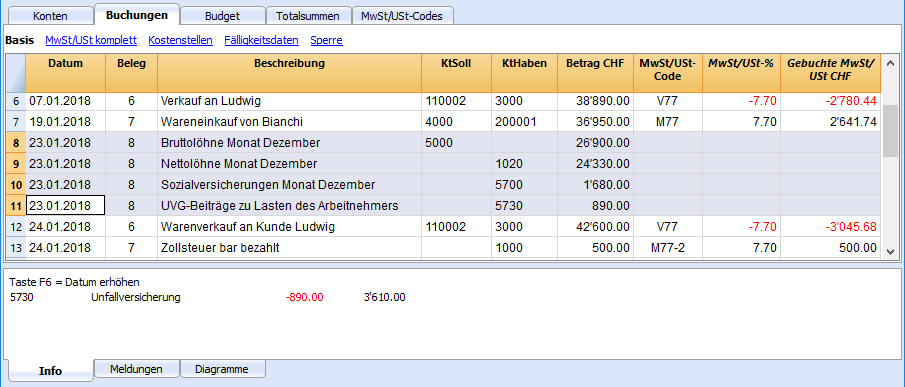 Konten Buchungen Budget Totalsummen MwSt/USt-Codes
Basis MwSt/USt komplett Kostenstellen Fälligkeitsdaten Sperre
Datum Beleg Beschreibung KtSoll KtHaben Betrag CHF MwSt/USt-Code MwSt/USt-% Gebuchte MwSt/USt CHF
6 07.01.2018 6 Verkauf an Ludwig 110002 3000 38'890.00 V77 -7.70 -2'780.44
7 19.01.2018 7 Wareneinkauf von Bianchi 4000 200001 36'950.00 M77 7.70 2'641.74
8 23.01.2018 8 Bruttolöhne Monat Dezember 5000 26'900.00
9 23.01.2018 8 Nettolöhne Monat Dezember 1020 24'330.00
10 23.01.2018 8 Sozialversicherungen Monat Dezember 5700 1'680.00
11 23.01.2018 8 UVG-Beiträge zu Lasten des Arbeitnehmers 5730 890.00
12 24.01.2018 6 Warenverkauf an Kunde Ludwig 110002 3000 42'600.00 V77 -7.70 -3'045.68
13 24.01.2018 7 Zollsteuer bar bezahlt 1000 500.00 M77-2 7.70 500.00
Taste F6 = Datum erhöhen
5730 Unfallversicherung -890.00 3'610.00
Info Meldungen Diagramme